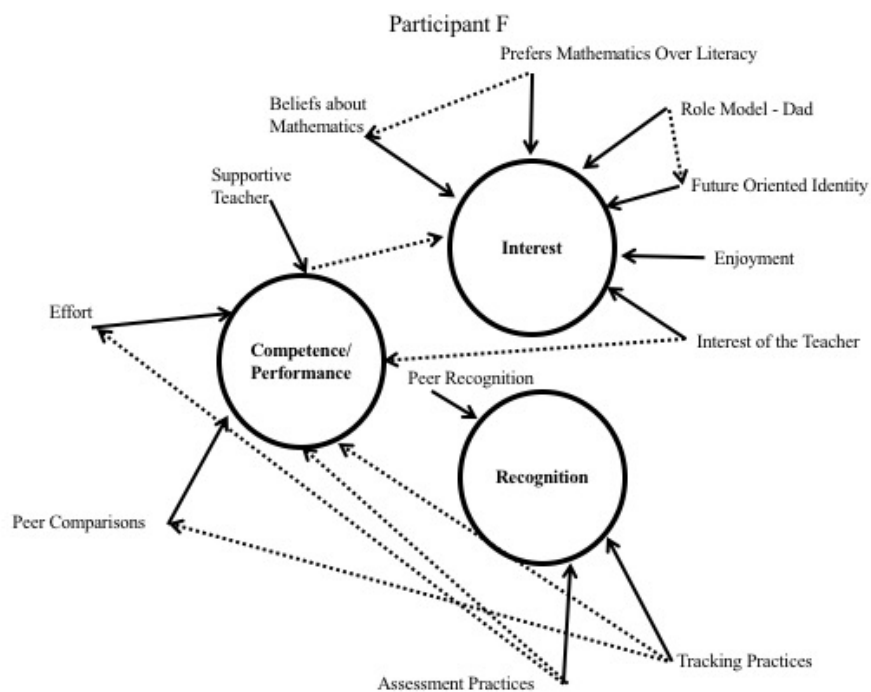 Participant F
Prefers Mathematics Over Literacy
Beliefs about
Mathematics
Role Model - Dad
Supportive
Teacher
Future Oriented Identity
Interest
Enjoyment
Effort
Interest of the Teacher
Competence/
Performance
Peer Recognition
Recognition
Peer Comparisons
Tracking Practices
Assessment Practices